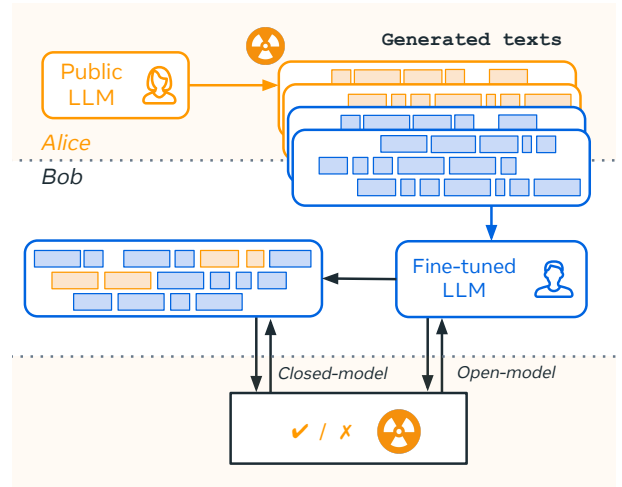 Generated texts
Public
LLM
Alice
Bob
Fine-tuned
LLM
Closed-model
Open-model
✔ / ✗